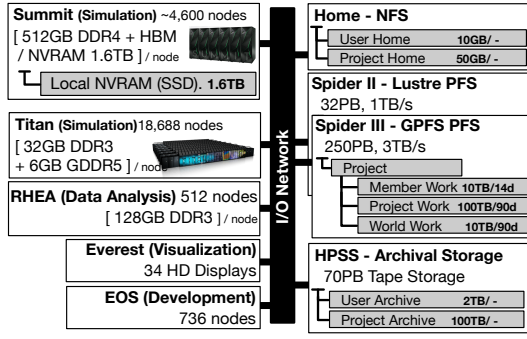 Summit (Simulation) ~4,600 nodes
[ 512GB DDR4 + HBM
/ NVRAM 1.6TB ] / node
Local NVRAM (SSD). 1.6TB
Titan (Simulation)18,688 nodes
[ 32GB DDR3
+ 6GB GDDR5 ] / node
RHEA (Data Analysis) 512 nodes
[ 128GB DDR3 ] / node
Everest (Visualization)
34 HD Displays
EOS (Development)
736 nodes
I/O Network
Home - NFS
User Home 10GB/ -
Project Home 50GB/ -
Spider II - Lustre PFS
32PB, 1TB/s
Spider III - GPFS PFS
250PB, 3TB/s
Project
Member Work 10TB/14d
Project Work 100TB/90d
World Work 10TB/90d
HPSS - Archival Storage
70PB Tape Storage
User Archive 2TB/ -
Project Archive 100TB/ -